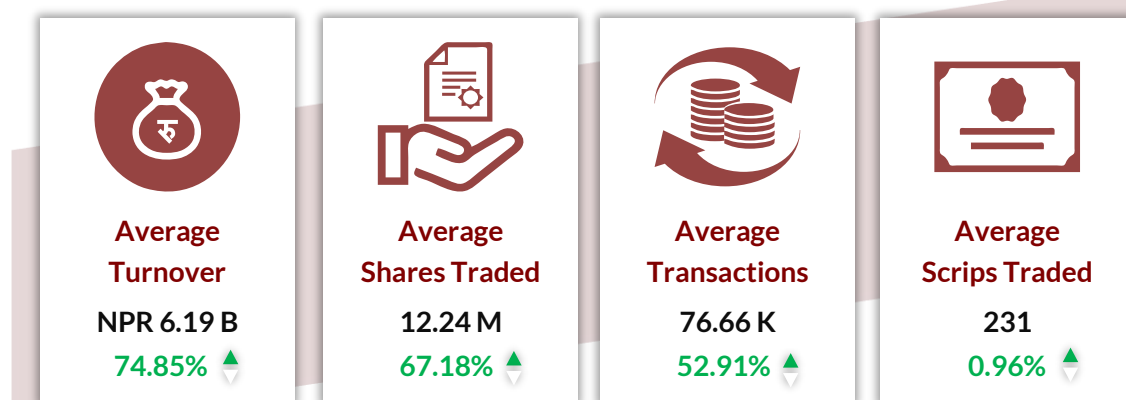 रु
Average
Turnover
NPR 6.19 B
74.85%
Average
Shares Traded
12.24 M
67.18%
Average
Transactions
76.66 K
52.91%
Average
Scrips Traded
231
0.96%